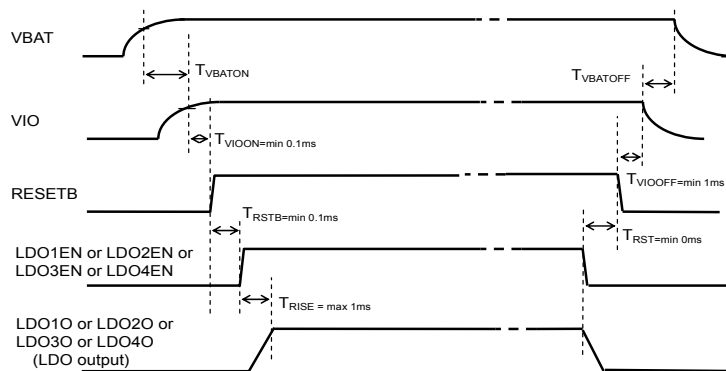 VBAT
TVBATON
TVBATOFF
VIO
TVIOON=min 0.1ms
TVIOOFF=min 1ms
RESETB
TRSTB=min 0.1ms
TRST=min 0ms
LDO1EN or LDO2EN or
LDO3EN or LDO4EN
TRISE = max 1ms
LDO1O or LDO2O or
LDO3O or LDO4O
(LDO output)